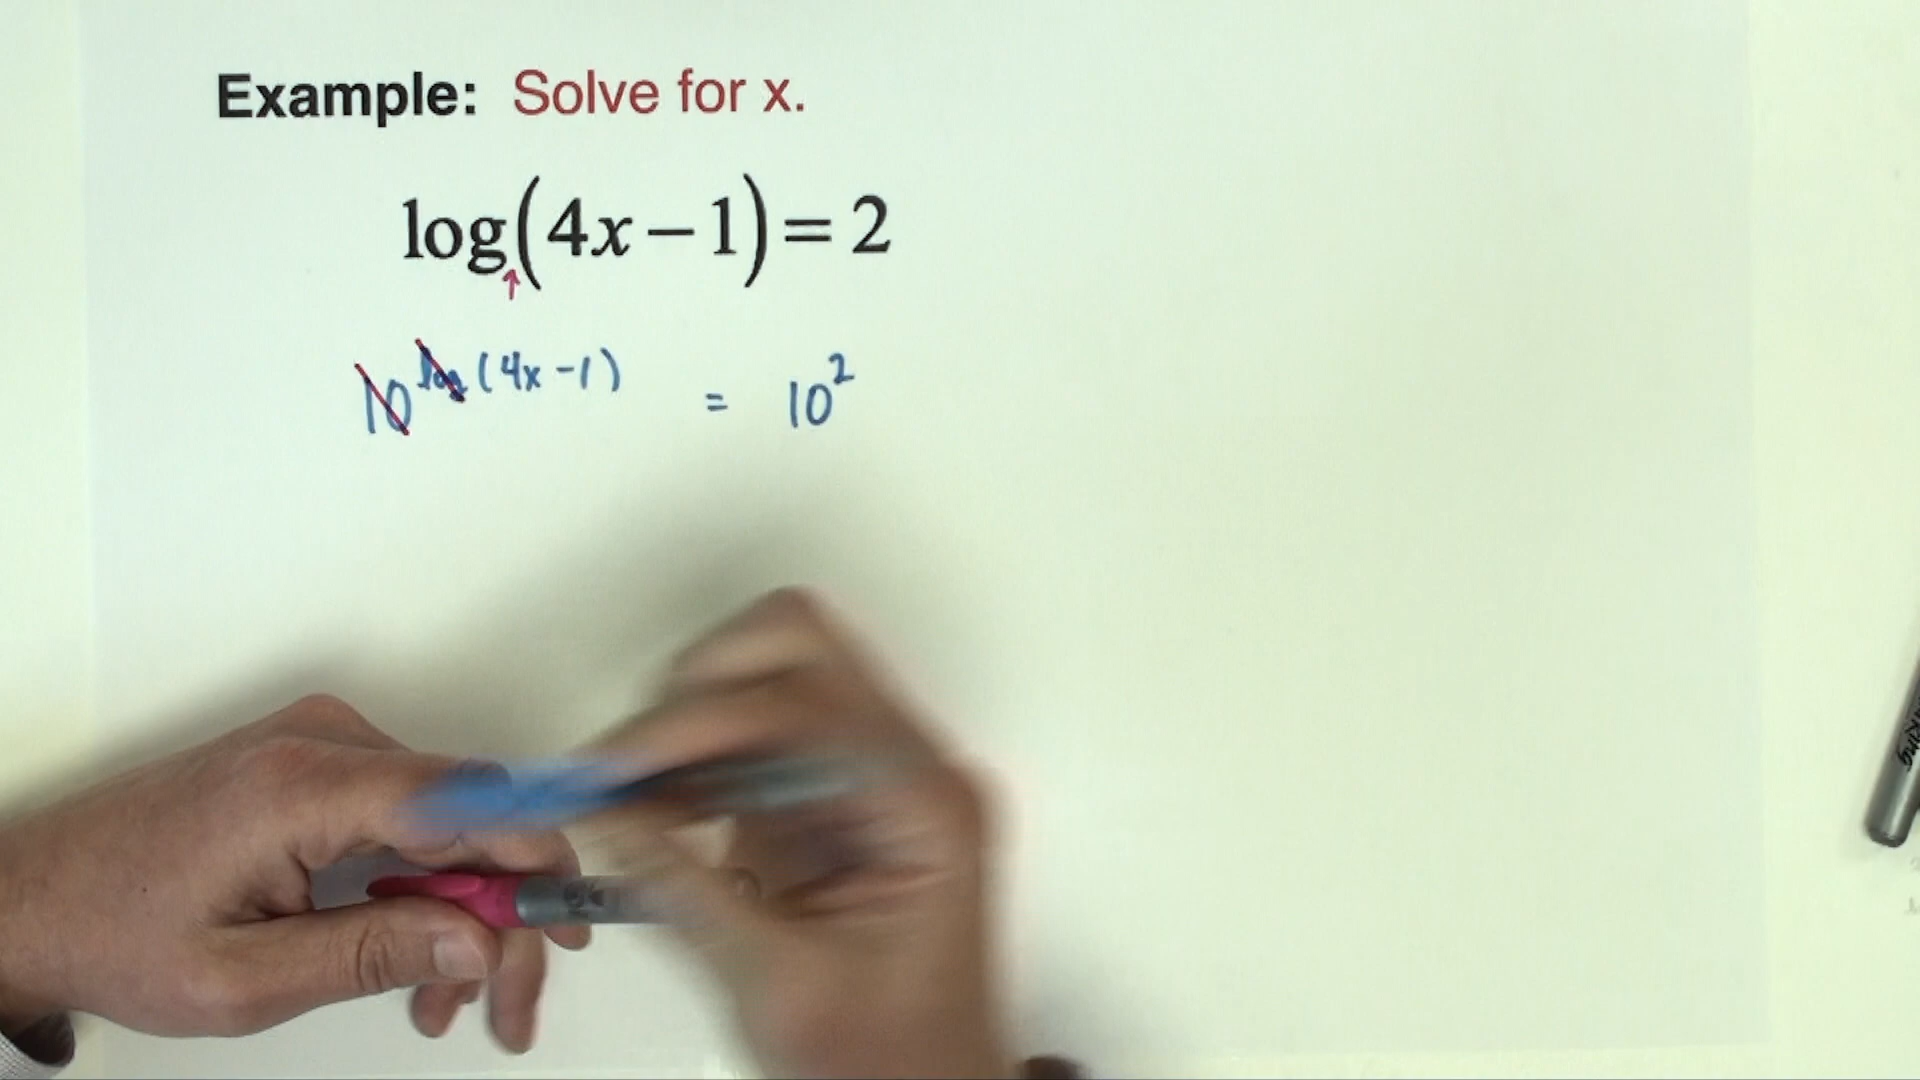 Example: Solve for x.
log(4x−1)=2
10^log(4x-1) = 10^2